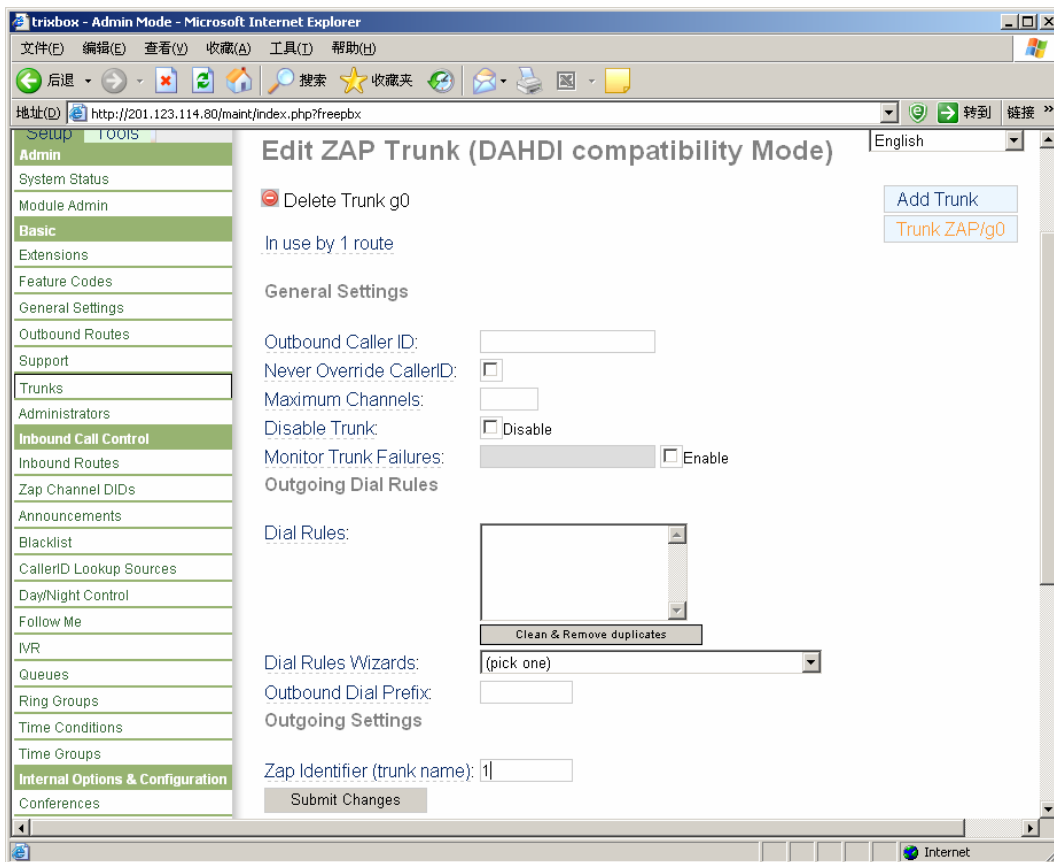 trixbox - Admin Mode - Microsoft Internet Explorer
文件(F) 编辑(E) 查看(V) 收藏(A) 工具(T) 帮助(H)
后退 搜索 收藏夹
地址(D) http://201.123.114.80/maint/index.php?freepbx 转到 链接 »
Setup Tools
Admin
System Status
Module Admin
Basic
Extensions
Feature Codes
General Settings
Outbound Routes
Support
Trunks
Administrators
Inbound Call Control
Inbound Routes
Zap Channel DIDs
Announcements
Blacklist
CallerID Lookup Sources
Day/Night Control
Follow Me
IVR
Queues
Ring Groups
Time Conditions
Time Groups
Internal Options & Configuration
Conferences
Edit ZAP Trunk (DAHDI compatibility Mode)
English
Delete Trunk g0
Add Trunk
Trunk ZAP/g0
In use by 1 route
General Settings
Outbound Caller ID:
Never Override CallerID:
Maximum Channels:
Disable Trunk: Disable
Monitor Trunk Failures: Enable
Outgoing Dial Rules
Dial Rules:
Clean & Remove duplicates
Dial Rules Wizards: (pick one)
Outbound Dial Prefix:
Outgoing Settings
Zap Identifier (trunk name): 1
Submit Changes
Internet